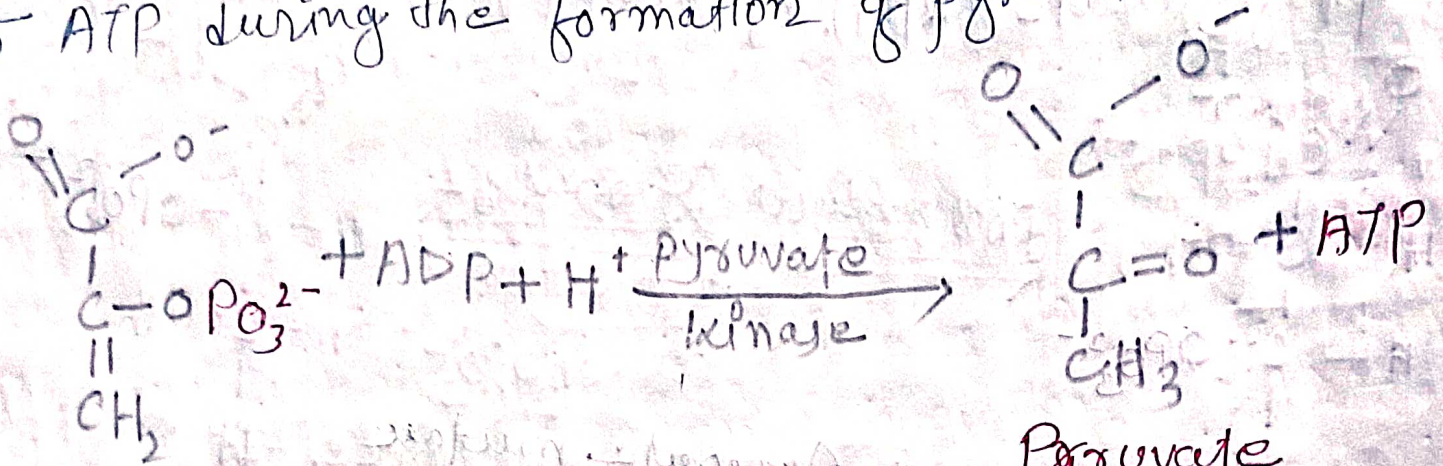 - ATP during the formation of
O O⁻ O O⁻
C C
C-OPO₃²⁻ + ADP + H⁺ pyruvate kinase → C=O + ATP
CH₂ CH₃
Pyruvate